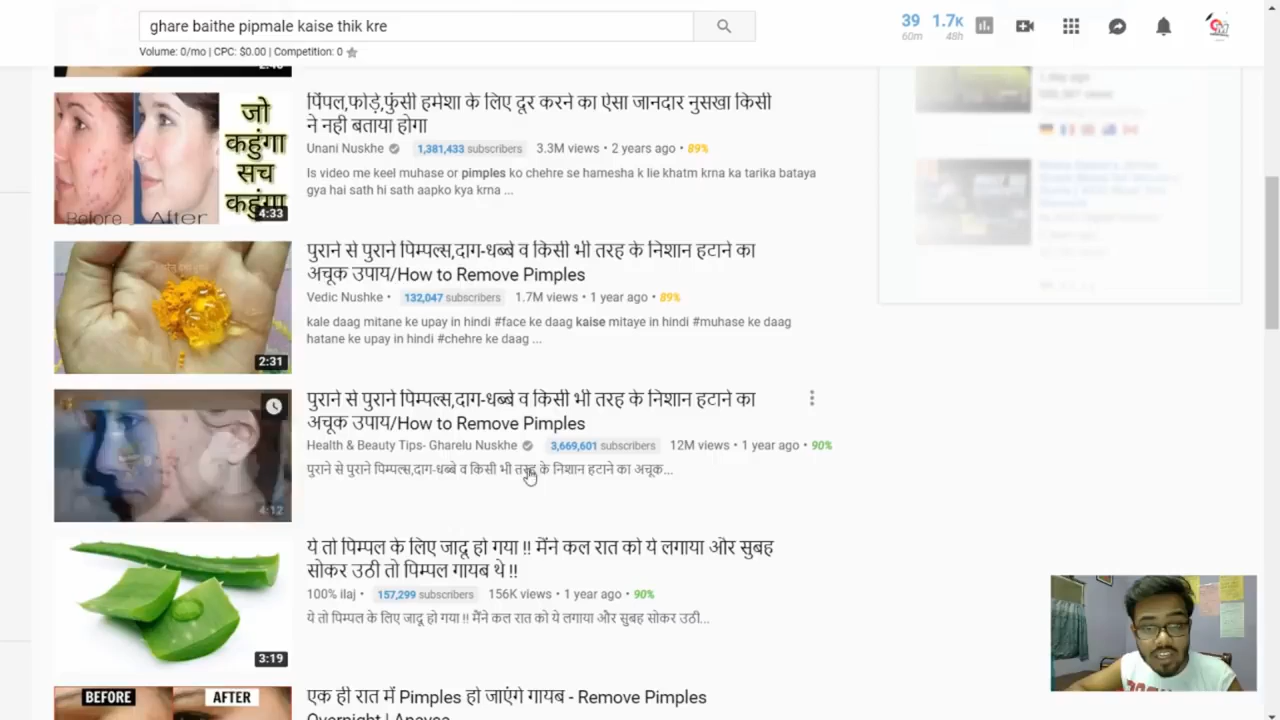 ghare baithe pipmale kaise thik kre
39 1.7K
60m 48h
Volume: 0/mo | CPC: $0.00 | Competition: 0
पिंपल,फोड़े,फुंसी हमेशा के लिए दूर करने का ऐसा जानदार नुसखा किसी
ने नही बताया होगा
Unani Nuskhe 1,381,433 subscribers 3.3M views • 2 years ago • 89%
Is video me keel muhase or pimples ko chehre se hamesha k lie khatm krna ka tarika bataya
gya hai sath hi sath aapko kya krna ...
जो
कहुंगा
सच
कहुंगा
Before After
4:33
पुराने से पुराने पिम्पल्स,दाग-धब्बे व किसी भी तरह के निशान हटाने का
अचूक उपाय/How to Remove Pimples
Vedic Nushke • 132,047 subscribers 1.7M views • 1 year ago • 89%
kale daag mitane ke upay in hindi #face ke daag kaise mitaye in hindi #muhase ke daag
hatane ke upay in hindi #chehre ke daag ...
2:31
पुराने से पुराने पिम्पल्स,दाग-धब्बे व किसी भी तरह के निशान हटाने का
अचूक उपाय/How to Remove Pimples
Health & Beauty Tips- Gharelu Nuskhe 3,669,601 subscribers 12M views • 1 year ago • 90%
पुराने से पुराने पिम्पल्स,दाग-धब्बे व किसी भी तरह के निशान हटाने का अचूक...
4:12
ये तो पिम्पल के लिए जादू हो गया !! मैंने कल रात को ये लगाया और सुबह
सोकर उठी तो पिम्पल गायब थे !!
100% ilaj • 157,299 subscribers 156K views • 1 year ago • 90%
ये तो पिम्पल के लिए जादू हो गया !! मैंने कल रात को ये लगाया और सुबह सोकर उठी...
3:19
BEFORE AFTER
एक ही रात में Pimples हो जाएंगे गायब - Remove Pimples